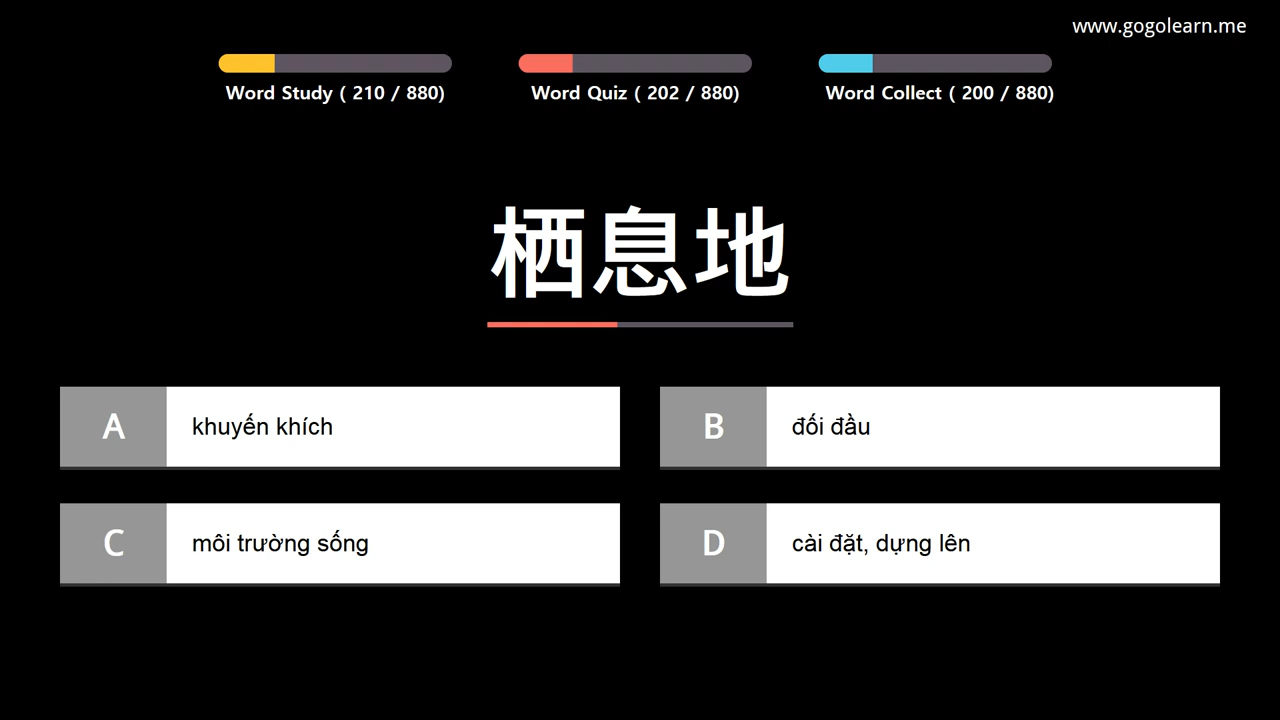 www.gogolearn.me
Word Study ( 210 / 880)
Word Quiz ( 202 / 880)
Word Collect ( 200 / 880)
栖息地
A khuyến khích
B đối đầu
C môi trường sống
D cài đặt, dựng lên